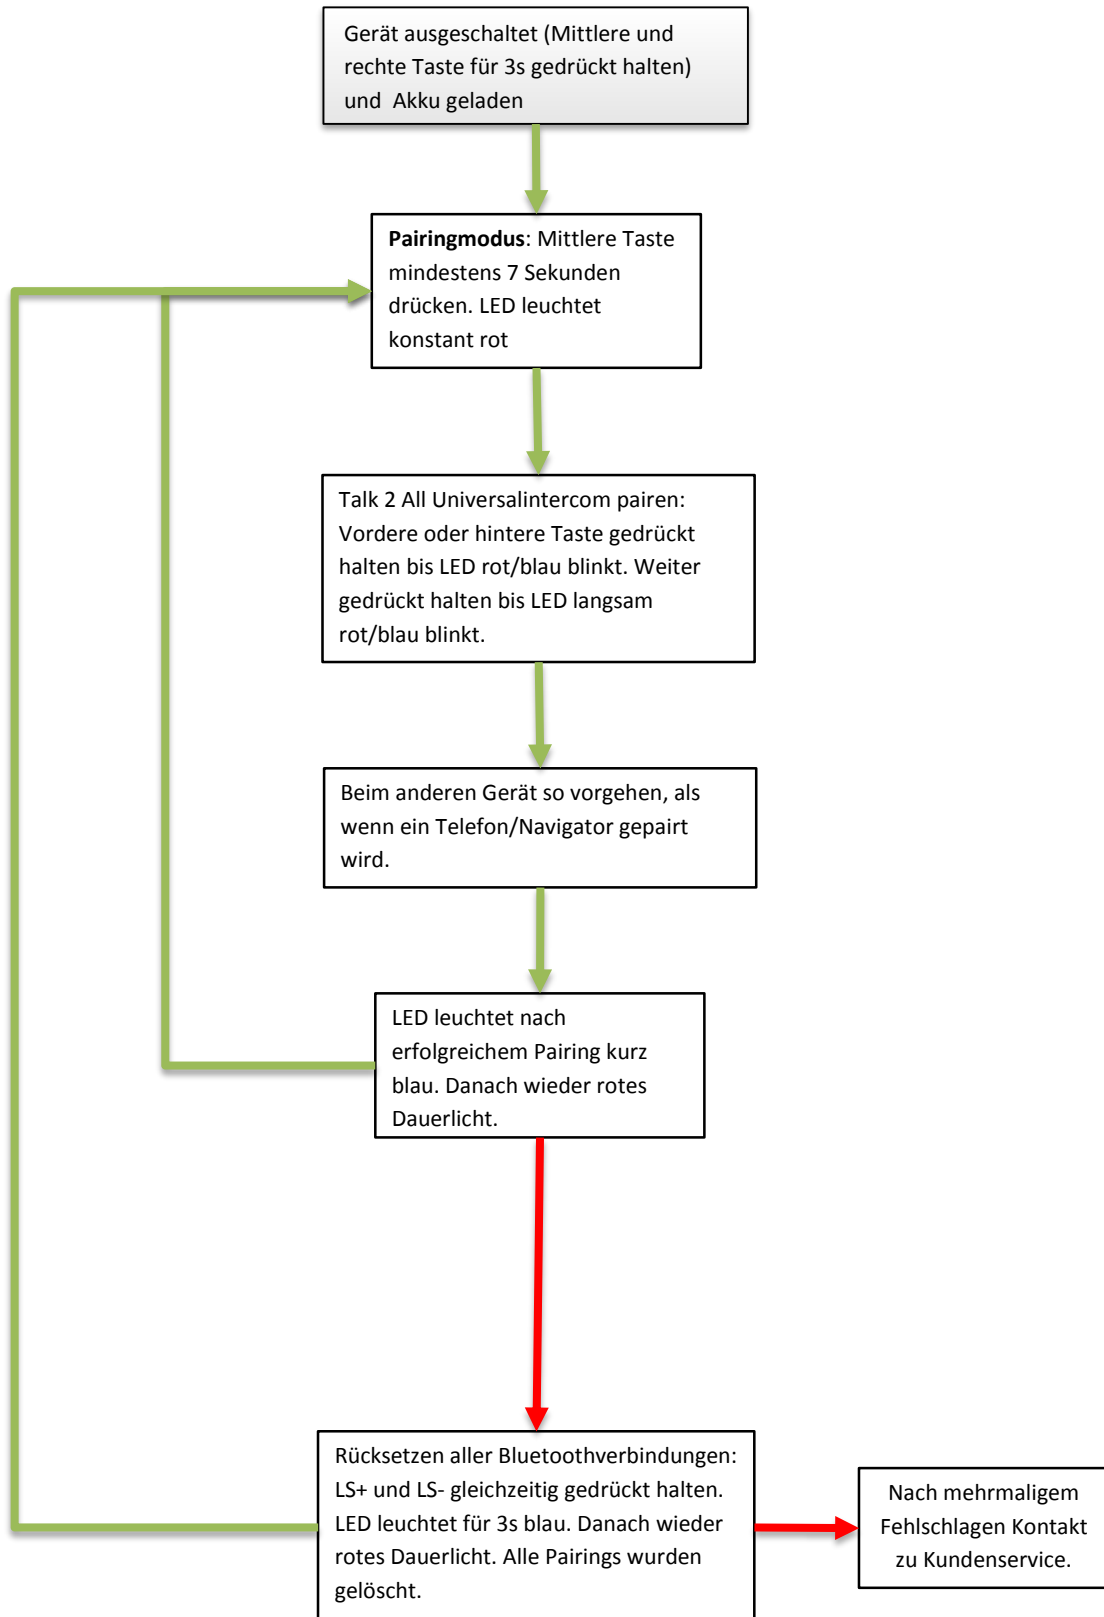 Gerät ausgeschaltet (Mittlere und
rechte Taste für 3s gedrückt halten)
und  Akku geladen
Pairingmodus: Mittlere Taste
mindestens 7 Sekunden
drücken. LED leuchtet
konstant rot
Talk 2 All Universalintercom pairen:
Vordere oder hintere Taste gedrückt
halten bis LED rot/blau blinkt. Weiter
gedrückt halten bis LED langsam
rot/blau blinkt.
Beim anderen Gerät so vorgehen, als
wenn ein Telefon/Navigator gepairt
wird.
LED leuchtet nach
erfolgreichem Pairing kurz
blau. Danach wieder rotes
Dauerlicht.
Rücksetzen aller Bluetoothverbindungen:
LS+ und LS- gleichzeitig gedrückt halten.
LED leuchtet für 3s blau. Danach wieder
rotes Dauerlicht. Alle Pairings wurden
gelöscht.
Nach mehrmaligem
Fehlschlagen Kontakt
zu Kundenservice.